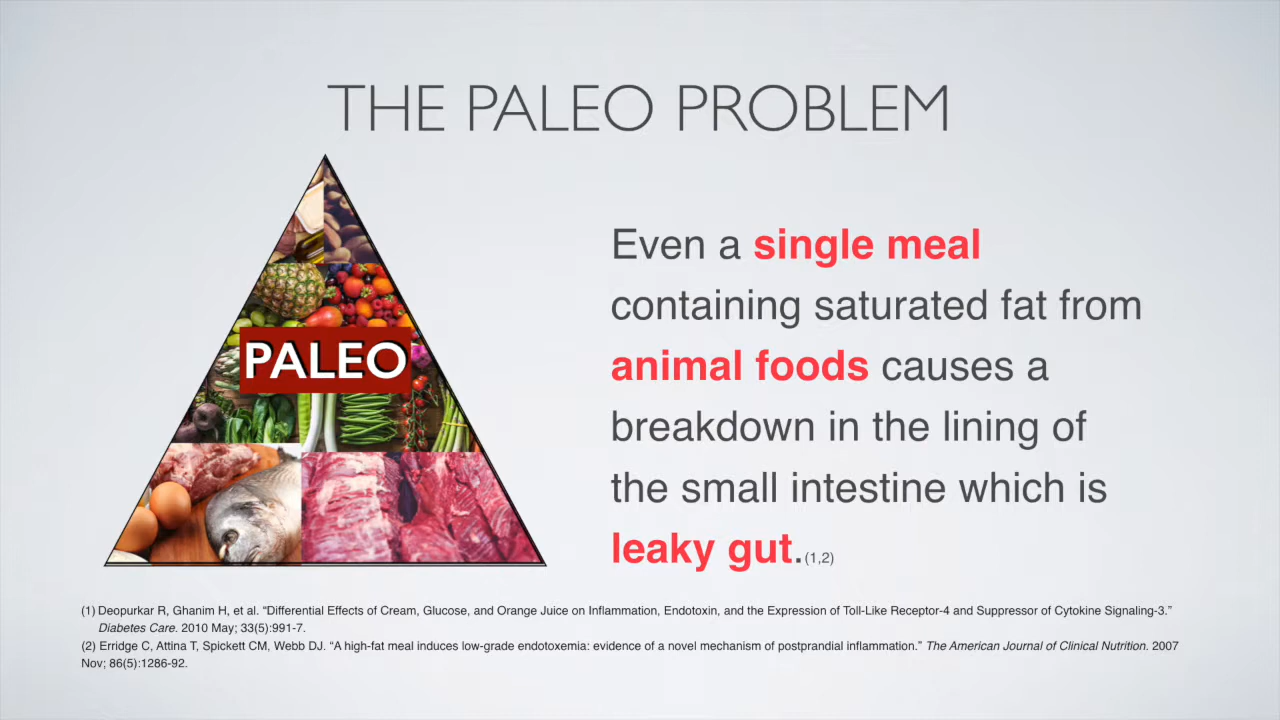 THE PALEO PROBLEM
PALEO
Even a single meal
containing saturated fat from
animal foods causes a
breakdown in the lining of
the small intestine which is
leaky gut.(1,2)
(1) Deopurkar R, Ghanim H, et al. “Differential Effects of Cream, Glucose, and Orange Juice on Inflammation, Endotoxin, and the Expression of Toll-Like Receptor-4 and Suppressor of Cytokine Signaling-3.”
Diabetes Care. 2010 May; 33(5):991-7.
(2) Erridge C, Attina T, Spickett CM, Webb DJ. “A high-fat meal induces low-grade endotoxemia: evidence of a novel mechanism of postprandial inflammation.” The American Journal of Clinical Nutrition. 2007
Nov; 86(5):1286-92.